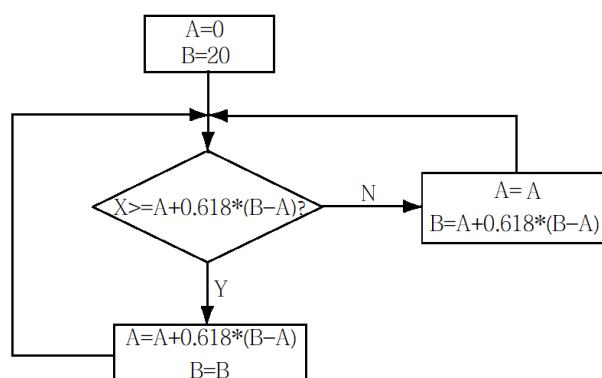 A=0
B=20
X>=A+0.618*(B-A)?
N
A= A
B=A+0.618*(B-A)
Y
A=A+0.618*(B-A)
B=B